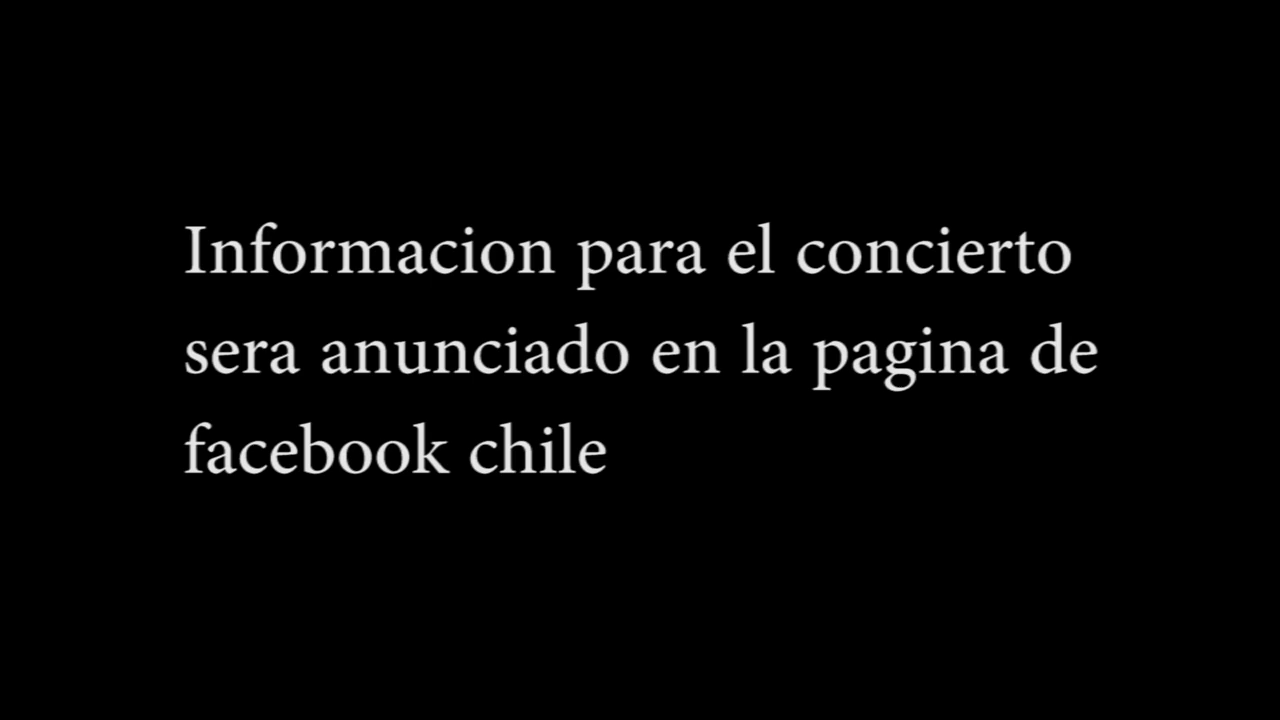 Informacion para el concierto
sera anunciado en la pagina de
facebook chile